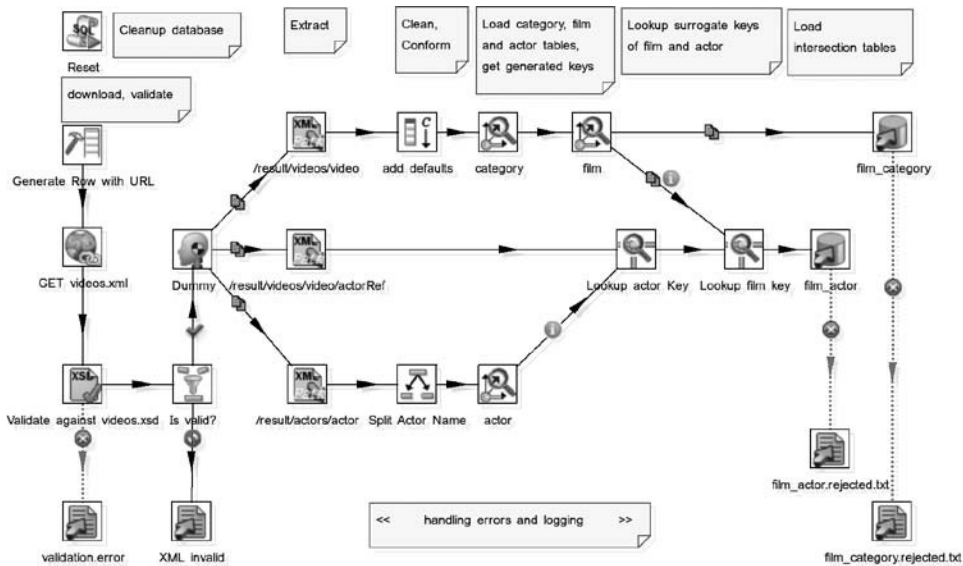 SQL
Reset
Cleanup database
Extract
Clean,
Conform
Load category, film
and actor tables,
get generated keys
Lookup surrogate keys
of film and actor
Load
intersection tables
download, validate
Generate Row with URL
XML
/result/videos/video
C
add defaults
category
film
film_category
GET videos.xml
Dummy
XML
/result/videos/video/actorRef
Lookup actor Key
Lookup film key
film_actor
XSL
Validate against videos.xsd
Is valid?
XML
/result/actors/actor
Split Actor Name
actor
film_actor.rejected.txt
validation.error
XML invalid
<< handling errors and logging >>
film_category.rejected.txt